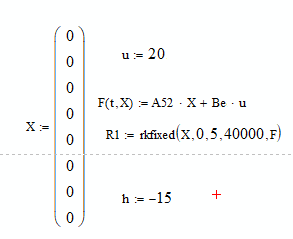 X := ( 0 0 0 0 0 0 0 0 )
u := 20
F(t,X) := A52 · X + Be · u
R1 := rkfixed(X,0,5,40000,F)
h := -15